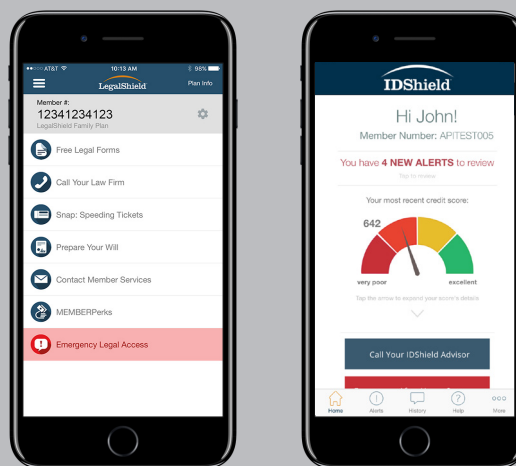 AT&T
10:13 AM
98%
LegalShield
Plan Info
Member #:
12341234123
LegalShield Family Plan
Free Legal Forms
Call Your Law Firm
Snap: Speeding Tickets
Prepare Your Will
Contact Member Services
MEMBERPerks
Emergency Legal Access
IDShield
Hi John!
Member Number: APITEST005
You have 4 NEW ALERTS to review
Tap to review
Your most recent credit score:
642
very poor
excellent
Tap the arrow to expand your score's details
Call Your IDShield Advisor
Home
Alerts
History
Help
More